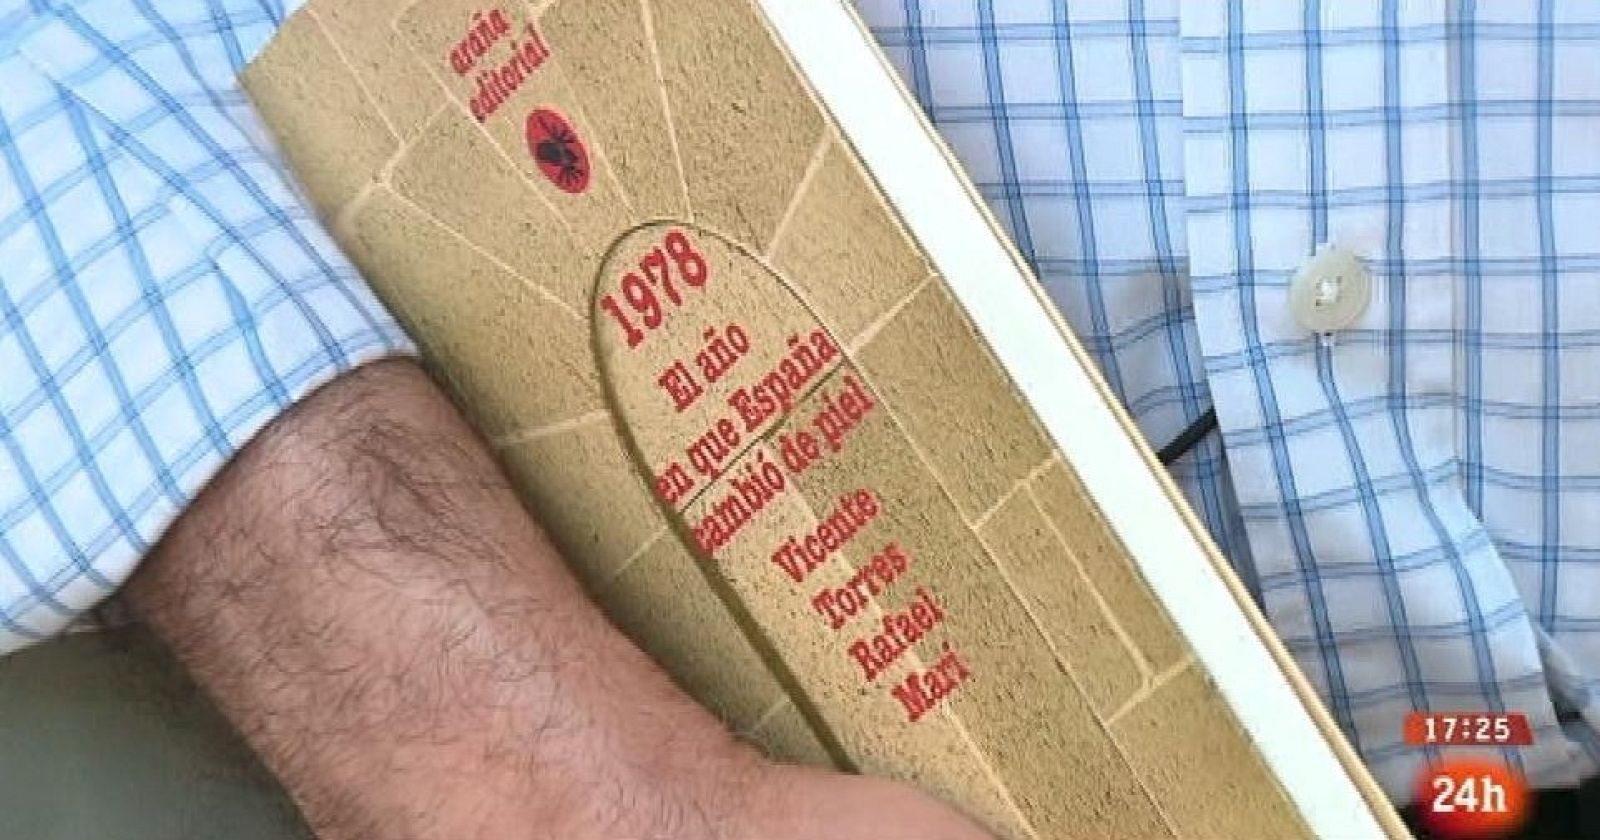 araña
editorial
1978
El año
en que España
cambió de piel
Vicente
Torres
Rafael
Marí
17:25
24h